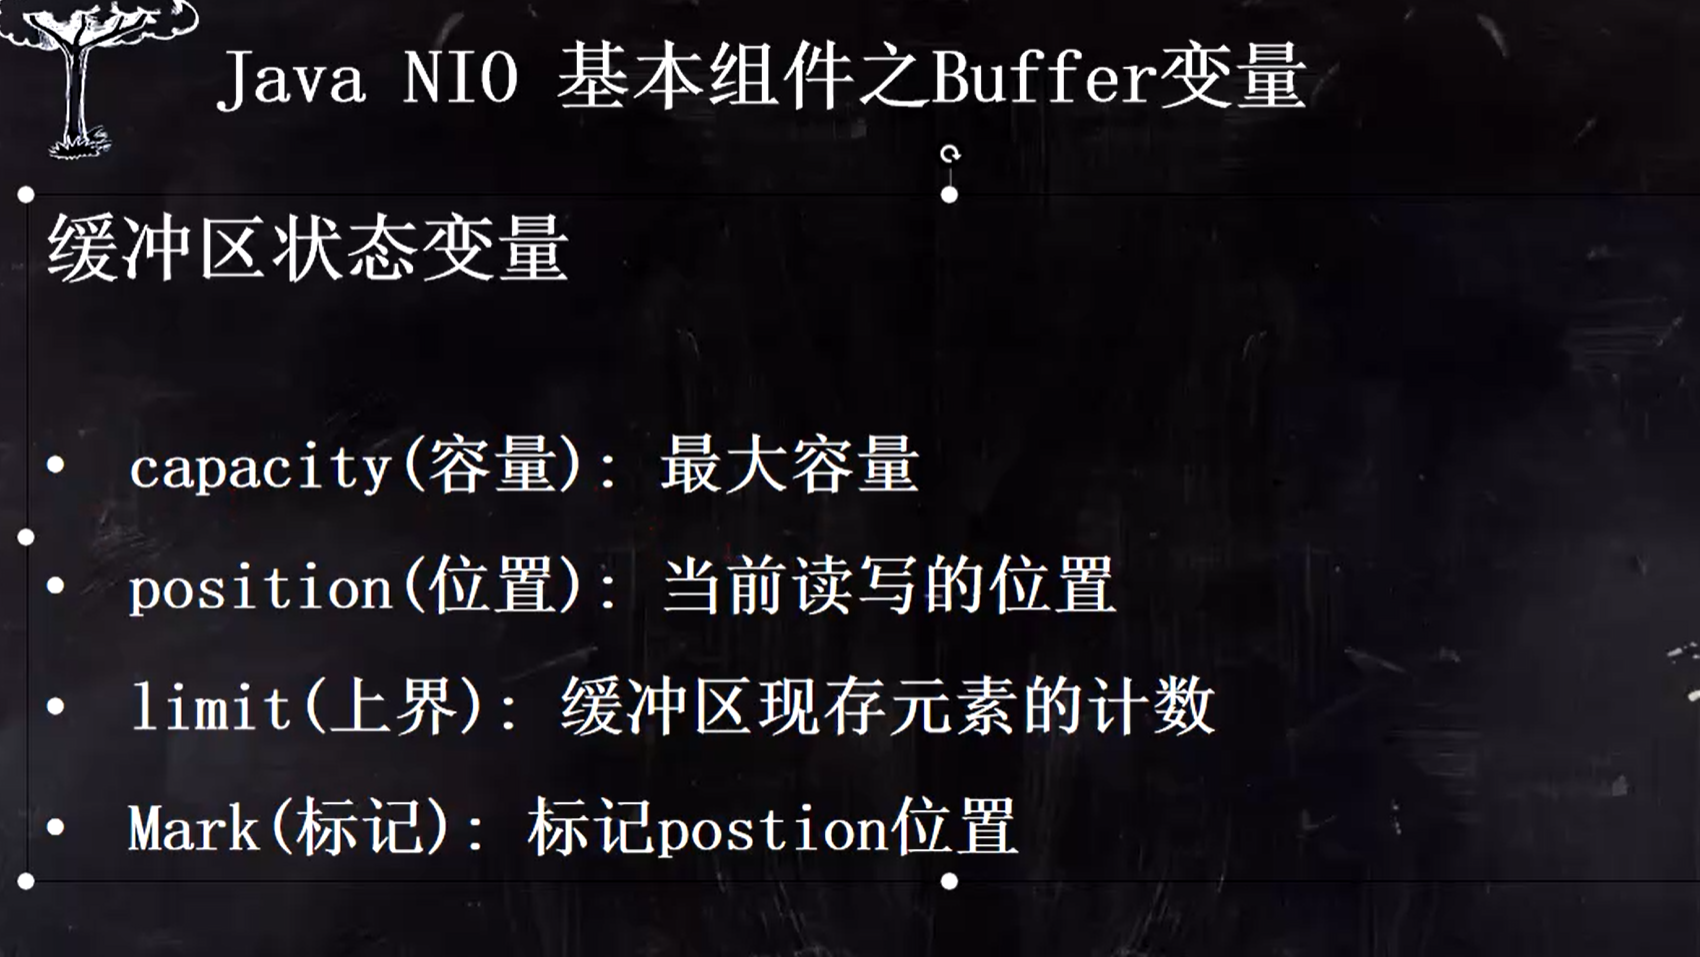 Java NIO 基本组件之Buffer变量
缓冲区状态变量
• capacity(容量): 最大容量
• position(位置): 当前读写的位置
• limit(上界): 缓冲区现存元素的计数
• Mark(标记): 标记postion位置